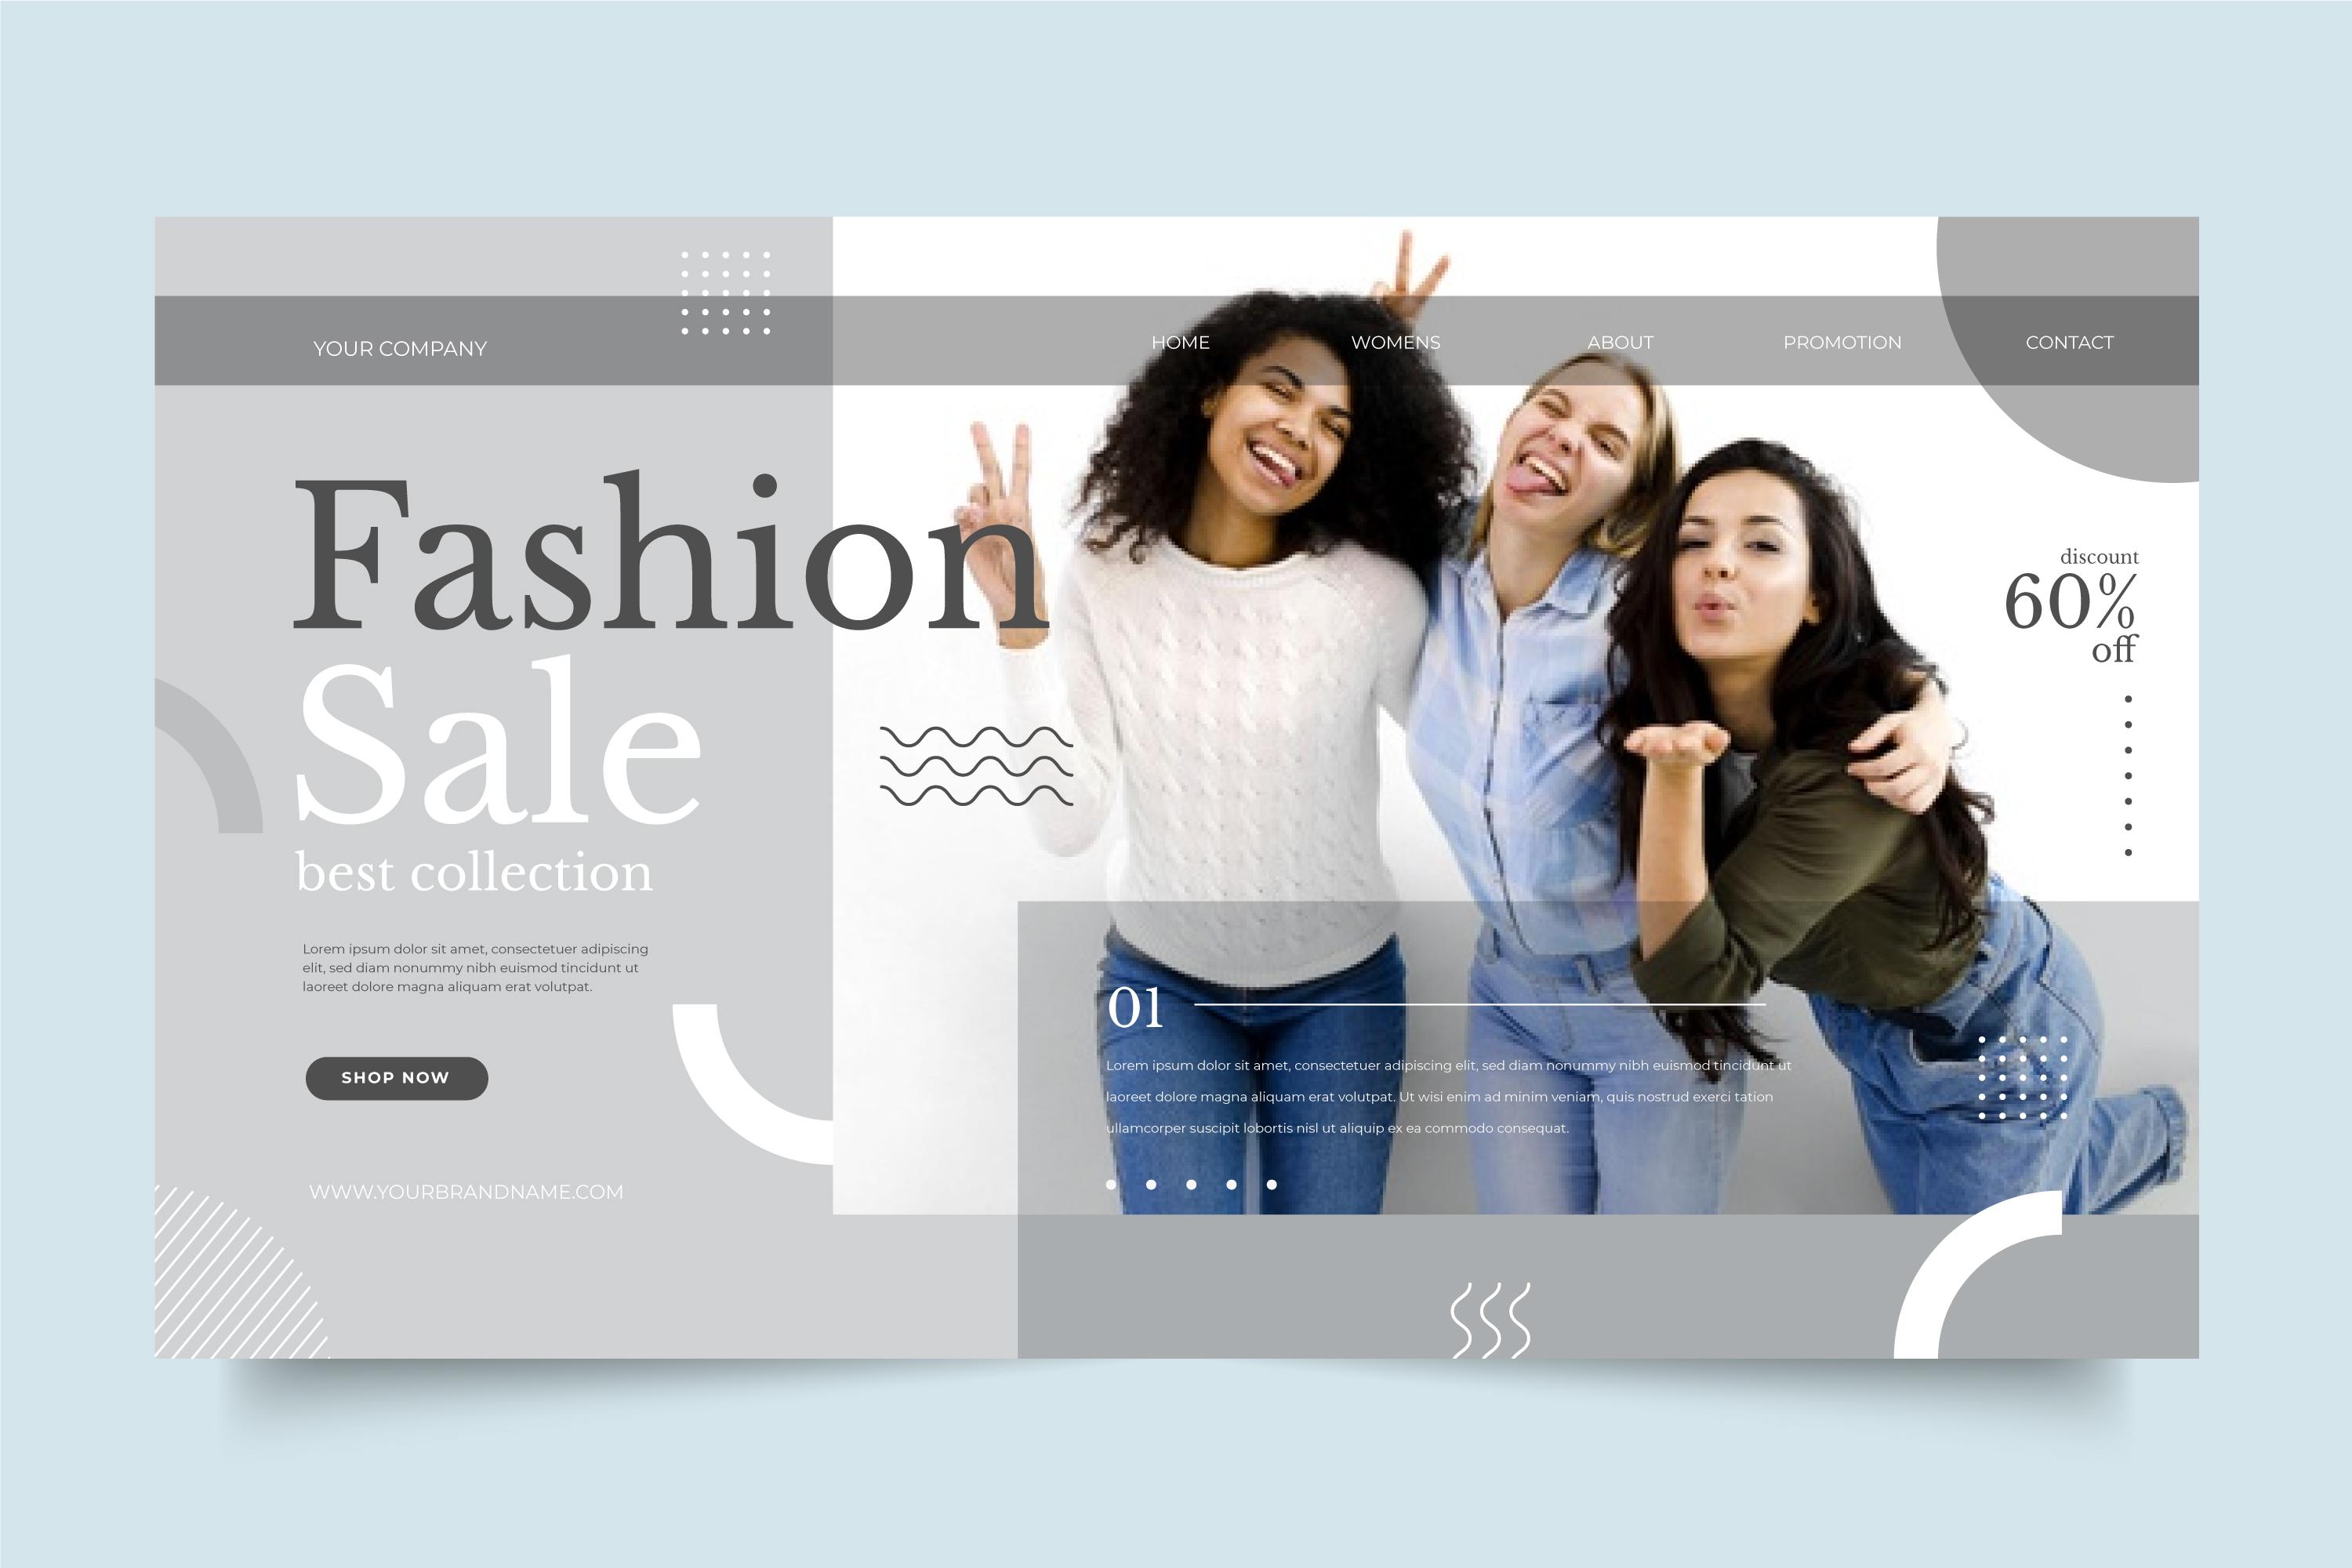 YOUR COMPANY
HOME WOMENS ABOUT PROMOTION CONTACT
Fashion
Sale
best collection
Lorem ipsum dolor sit amet, consectetuer adipiscing
elit, sed diam nonummy nibh euismod tincidunt ut
laoreet dolore magna aliquam erat volutpat.
SHOP NOW
WWW.YOURBRANDNAME.COM
discount
60%
off
01
Lorem ipsum dolor sit amet, consectetuer adipiscing elit, sed diam nonummy nibh euismod tincidunt ut
laoreet dolore magna aliquam erat volutpat. Ut wisi enim ad minim veniam, quis nostrud exerci tation
ullamcorper suscipit lobortis nisl ut aliquip ex ea commodo consequat.